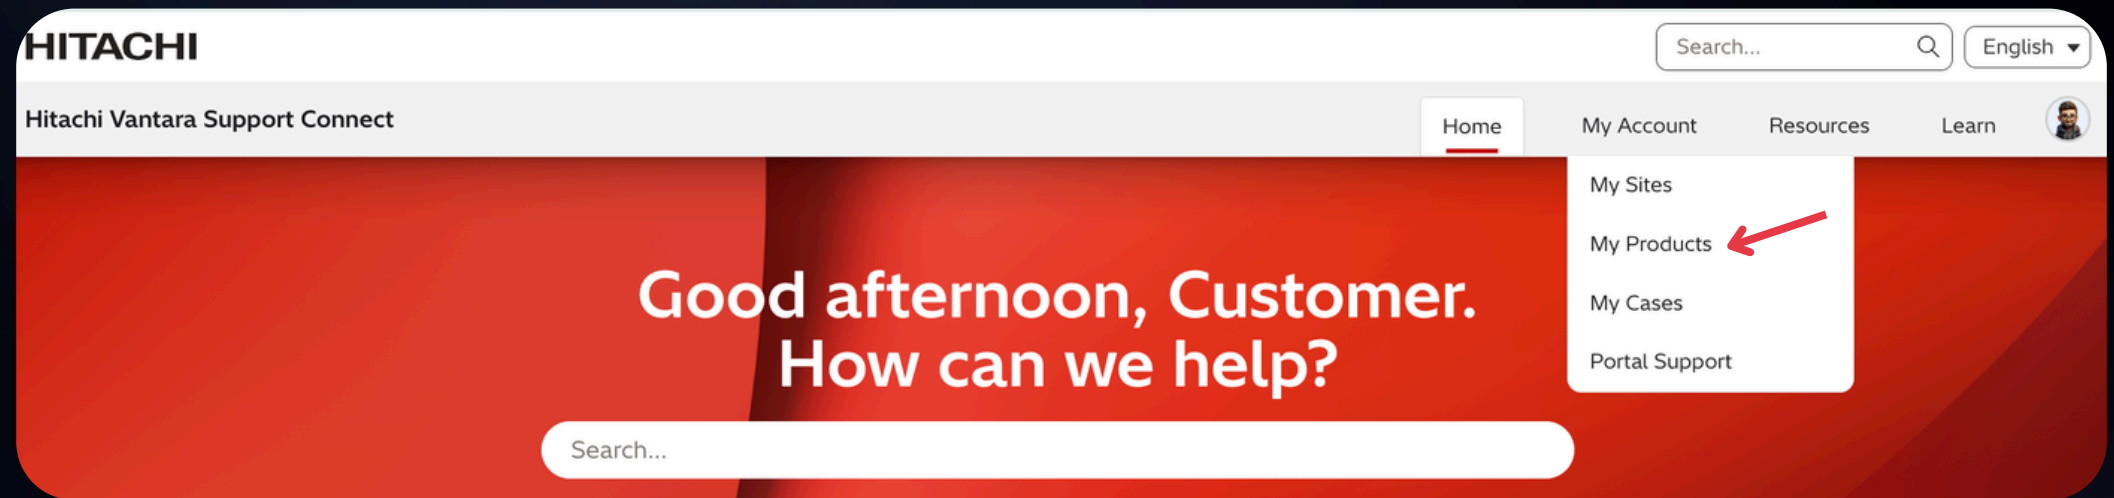 HITACHI
Search...
English
Hitachi Vantara Support Connect
Home
My Account
Resources
Learn
My Sites
My Products
My Cases
Portal Support
Good afternoon, Customer.
How can we help?
Search...